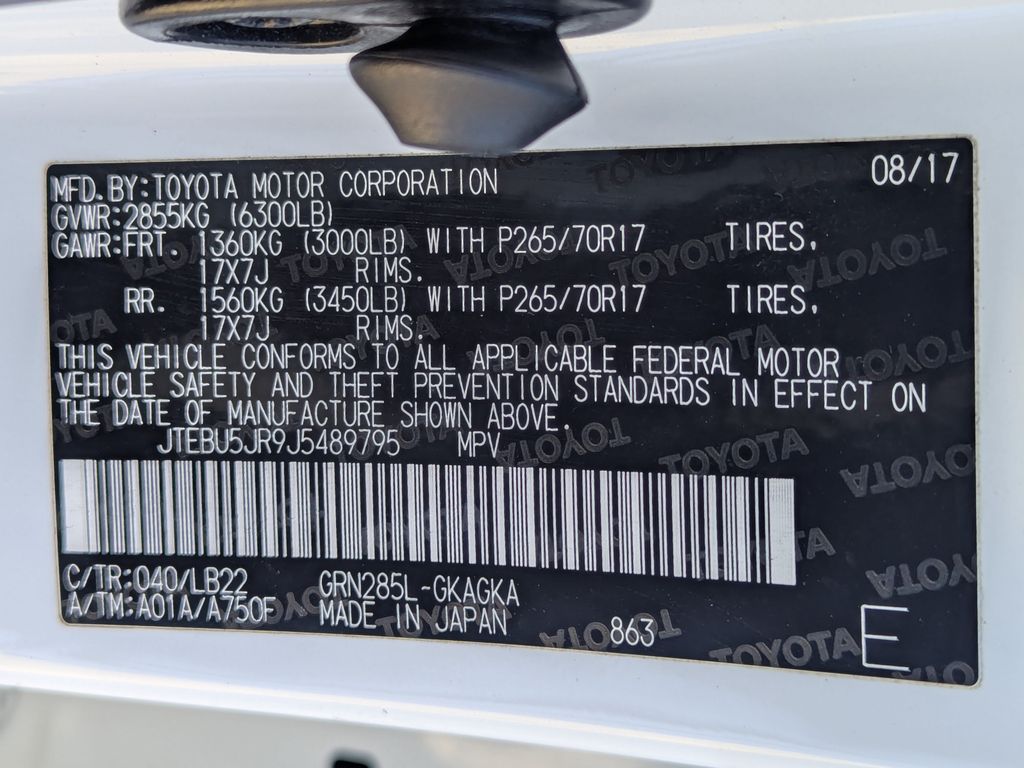 MFD. BY: TOYOTA MOTOR CORPORATION 08/17
GVWR: 2855KG (6300LB)
GAWR: FRT. 1360KG (3000LB) WITH P265/70R17 TIRES.
17X7J RIMS.
RR. 1560KG (3450LB) WITH P265/70R17 TIRES.
17X7J RIMS.
THIS VEHICLE CONFORMS TO ALL APPLICABLE FEDERAL MOTOR
VEHICLE SAFETY AND THEFT PREVENTION STANDARDS IN EFFECT ON
THE DATE OF MANUFACTURE SHOWN ABOVE.
JTEBU5JR9J5489795 MPV
C/TR: 040/LB22 GRN285L-GKAGKA
A/TM: A01A/A750F MADE IN JAPAN 863 E